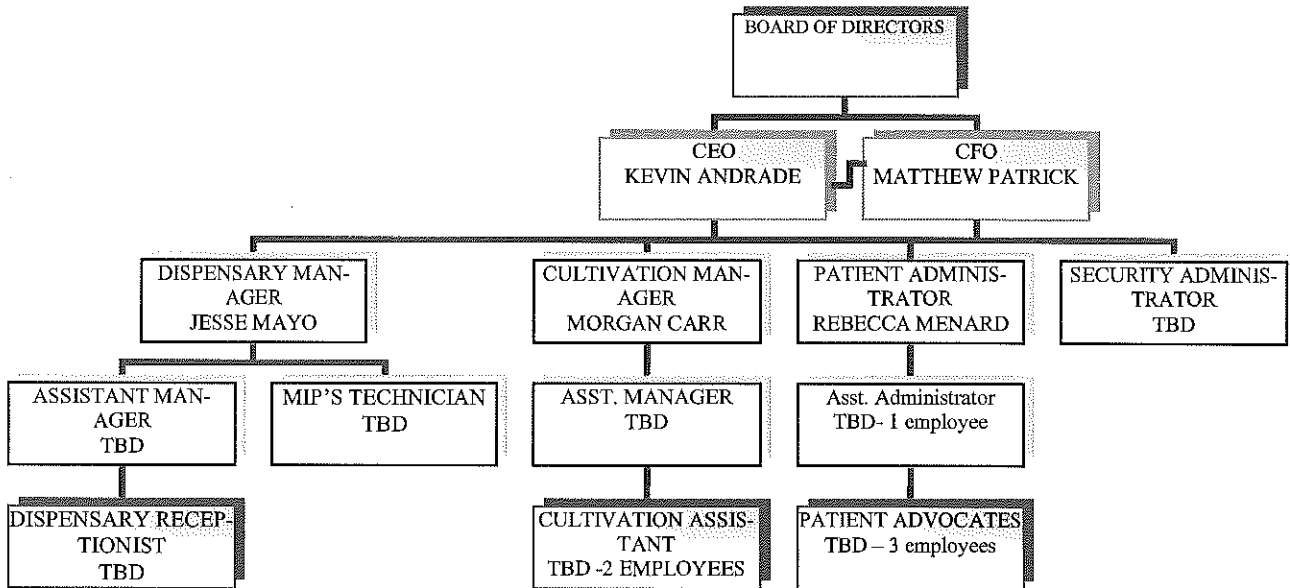 BOARD OF DIRECTORS
CEO
KEVIN ANDRADE
CFO
MATTHEW PATRICK
DISPENSARY MAN-
AGER
JESSE MAYO
CULTIVATION MAN-
AGER
MORGAN CARR
PATIENT ADMINIS-
TRATOR
REBECCA MENARD
SECURITY ADMINIS-
TRATOR
TBD
ASSISTANT MAN-
AGER
TBD
MIP'S TECHNICIAN
TBD
ASST. MANAGER
TBD
Asst. Administrator
TBD- 1 employee
DISPENSARY RECEP-
TIONIST
TBD
CULTIVATION ASSIS-
TANT
TBD -2 EMPLOYEES
PATIENT ADVOCATES
TBD – 3 employees